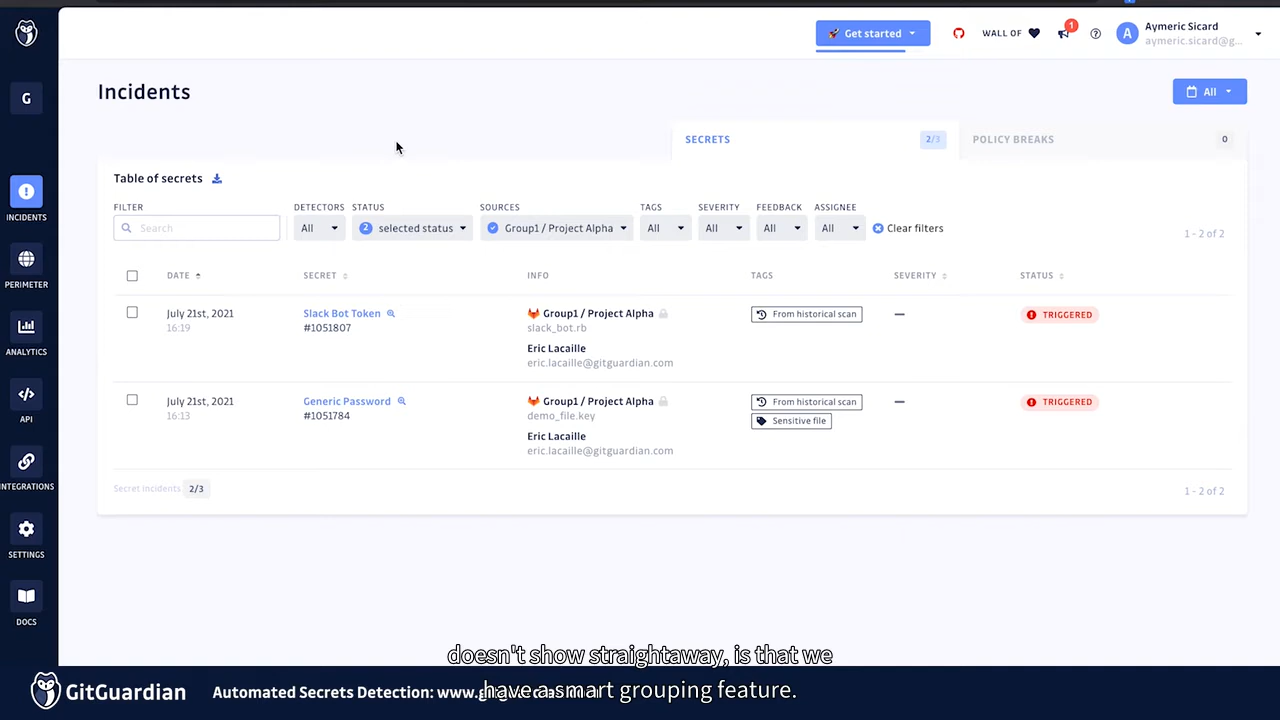 Get started
WALL OF
1
A
Aymeric Sicard
aymeric.sicard@g...
G
Incidents
All
SECRETS
2/3
POLICY BREAKS
0
Table of secrets
FILTER
DETECTORS
STATUS
SOURCES
TAGS
SEVERITY
FEEDBACK
ASSIGNEE
Search
All
2 selected status
Group1 / Project Alpha
All
All
All
All
Clear filters
1 - 2 of 2
DATE
SECRET
INFO
TAGS
SEVERITY
STATUS
July 21st, 2021
16:19
Slack Bot Token
#1051807
Group1 / Project Alpha
slack_bot.rb
Eric Lacaille
eric.lacaille@gitguardian.com
From historical scan
—
TRIGGERED
July 21st, 2021
16:13
Generic Password
#1051784
Group1 / Project Alpha
demo_file.key
Eric Lacaille
eric.lacaille@gitguardian.com
From historical scan
Sensitive file
—
TRIGGERED
Secret incidents 2/3
1 - 2 of 2
INCIDENTS
PERIMETER
ANALYTICS
API
INTEGRATIONS
SETTINGS
DOCS
doesn't show straightaway, is that we
have a smart grouping feature.
GitGuardian
Automated Secrets Detection: